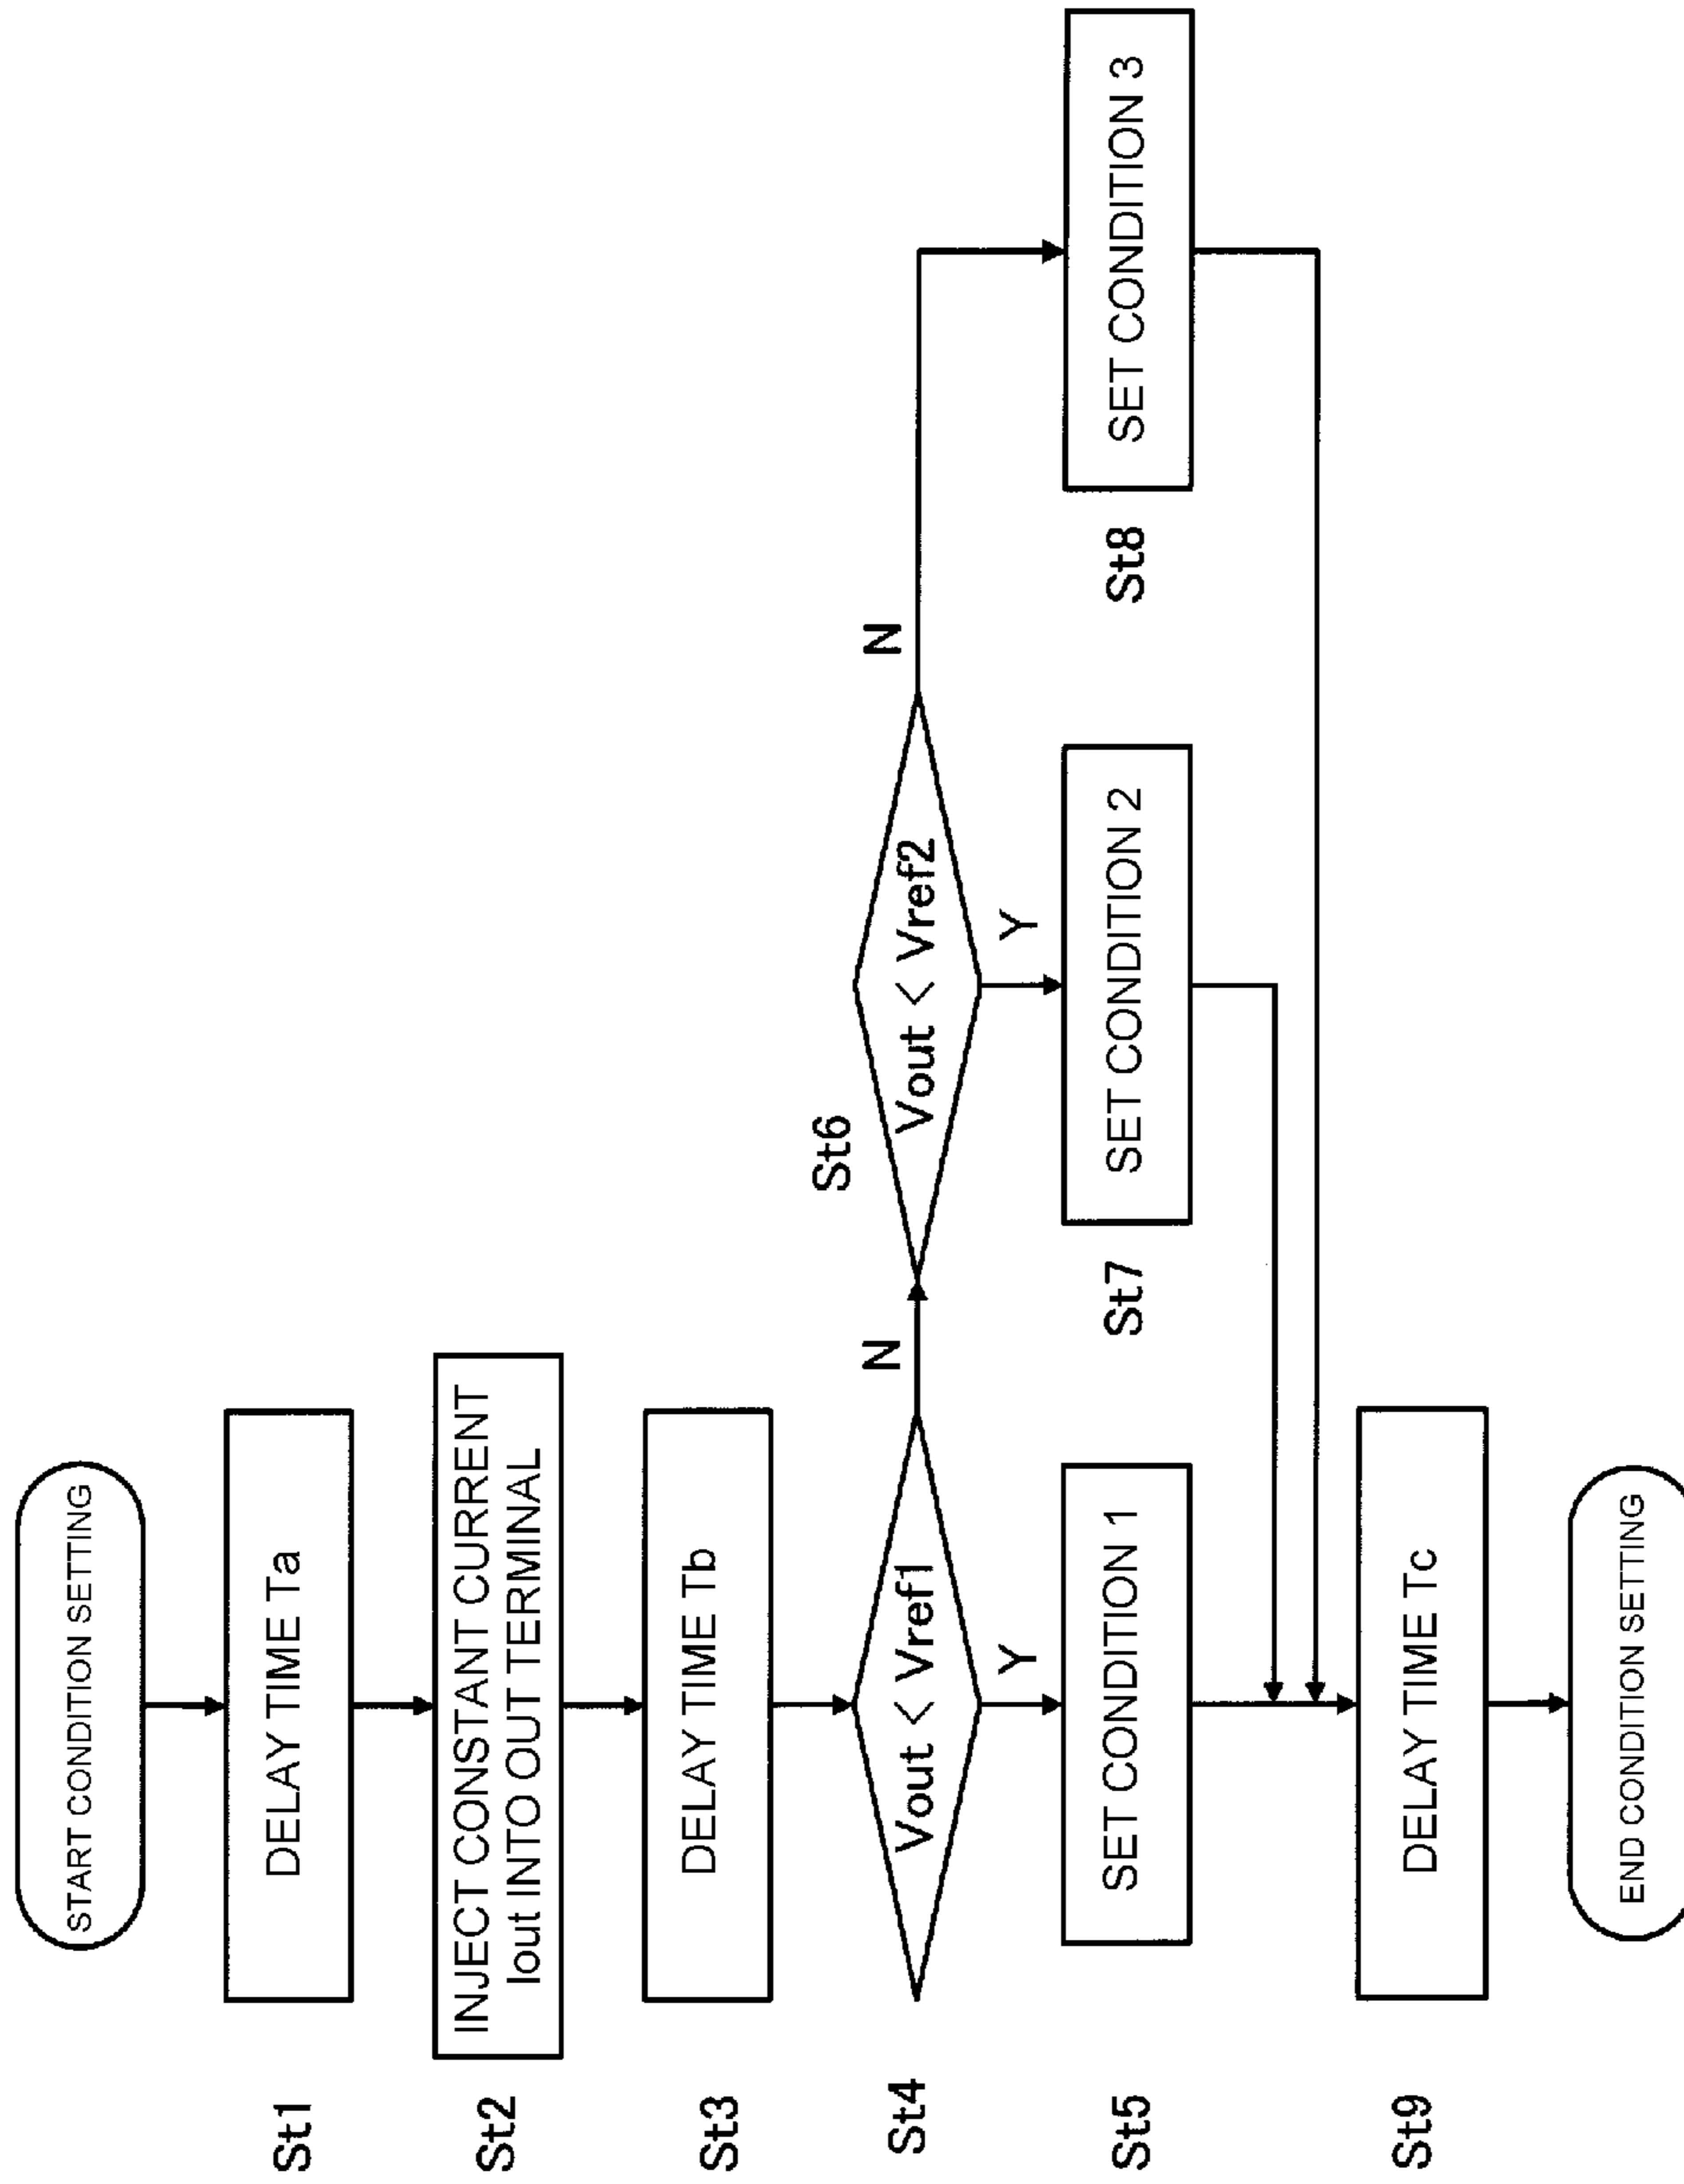 START CONDITION SETTING
St1
DELAY TIME Ta
St2
INJECT CONSTANT CURRENT
Iout INTO OUT TERMINAL
St3
DELAY TIME Tb
St4
Vout < Vref1
N
Y
St6
Vout < Vref2
N
Y
St5
SET CONDITION 1
St7
SET CONDITION 2
St8
SET CONDITION 3
St9
DELAY TIME Tc
END CONDITION SETTING